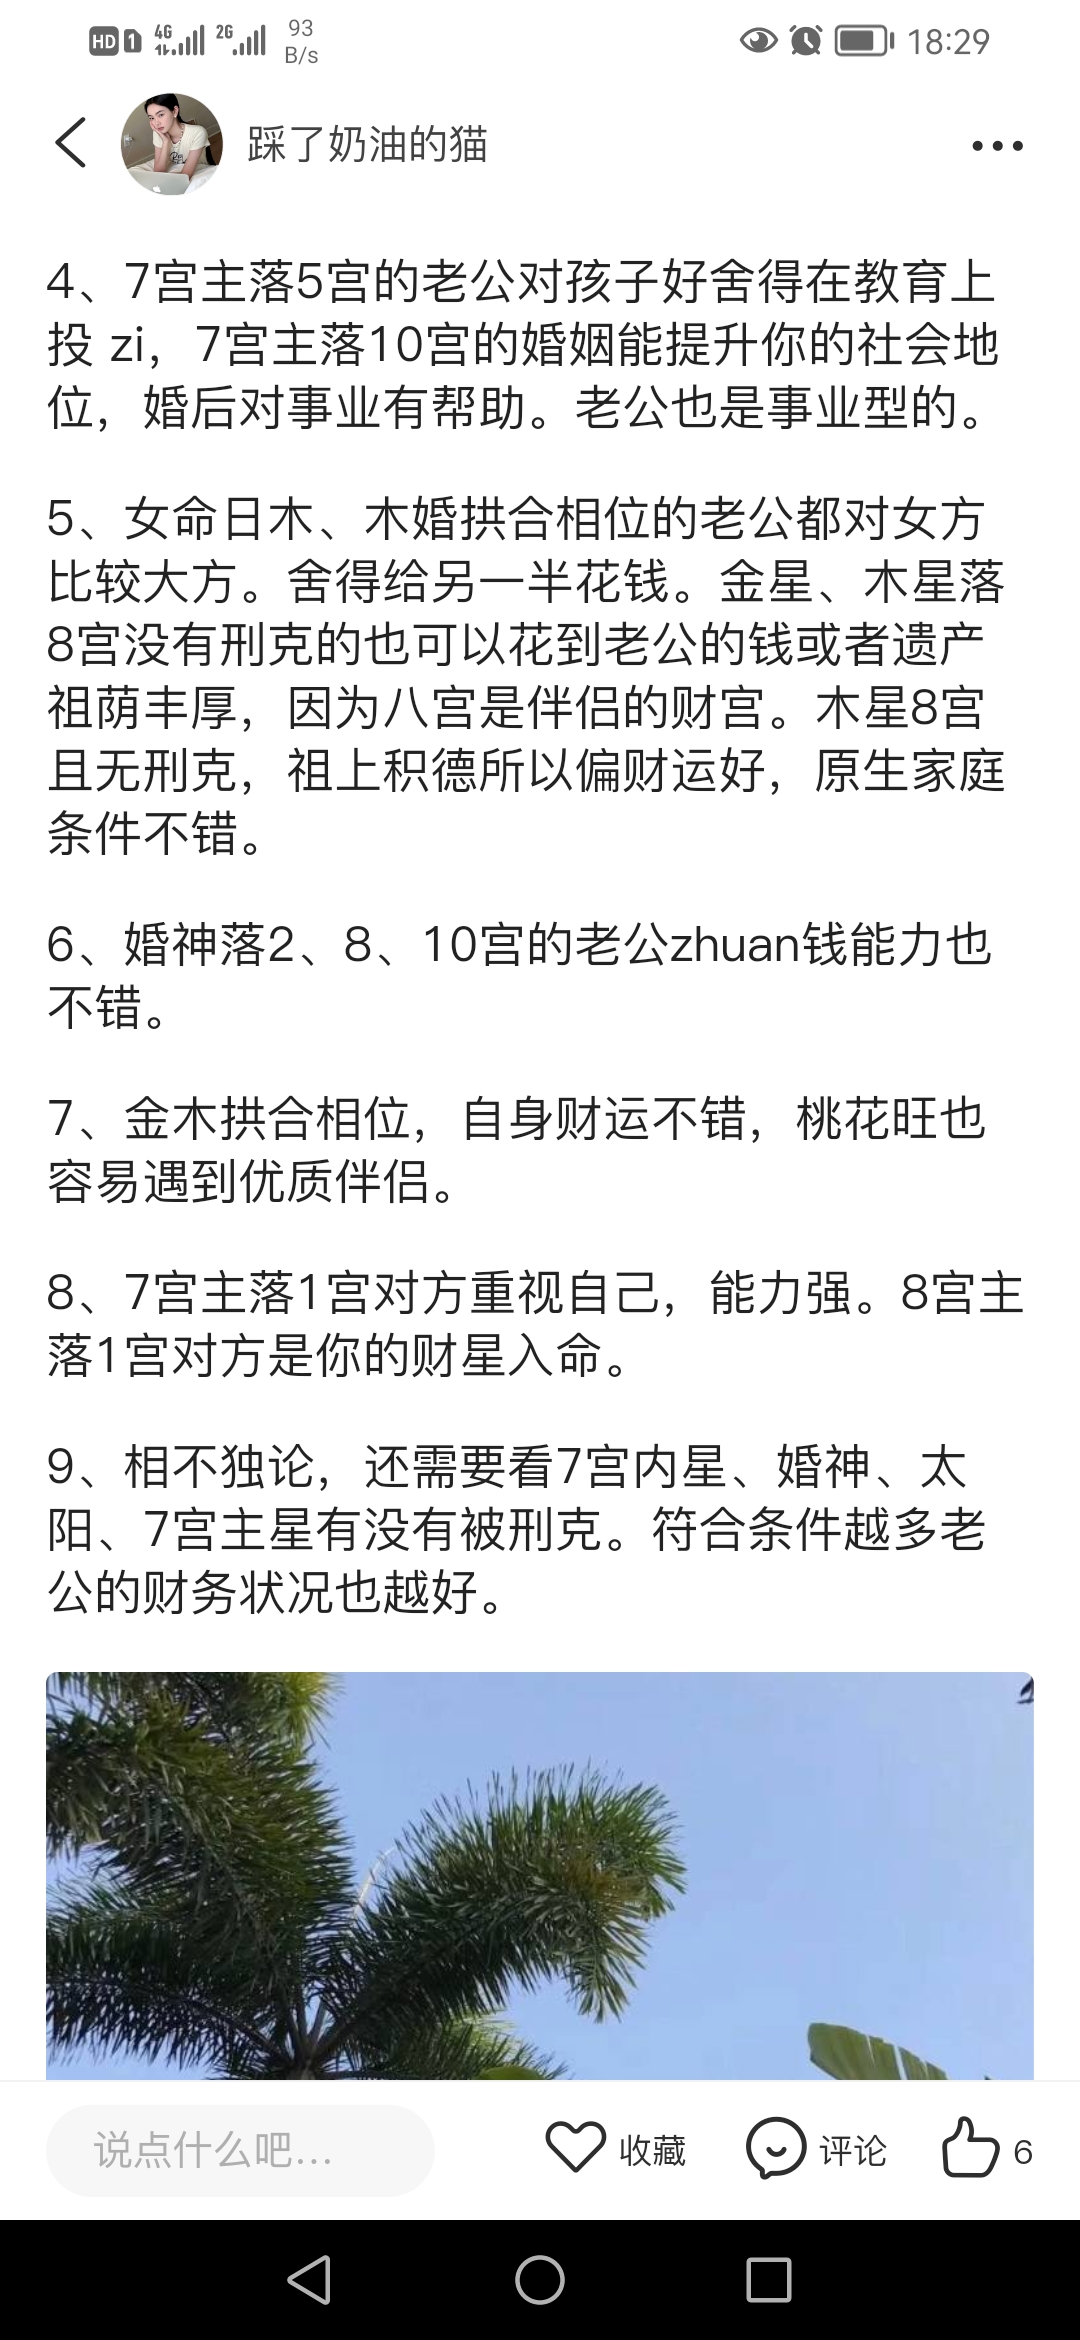 HD 1 4G 2G 93 B/s 18:29
踩了奶油的猫
4、7宫主落5宫的老公对孩子好舍得在教育上
投 zi，7宫主落10宫的婚姻能提升你的社会地
位，婚后对事业有帮助。老公也是事业型的。
5、女命日木、木婚拱合相位的老公都对女方
比较大方。舍得给另一半花钱。金星、木星落
8宫没有刑克的也可以花到老公的钱或者遗产
祖荫丰厚，因为八宫是伴侣的财宫。木星8宫
且无刑克，祖上积德所以偏财运好，原生家庭
条件不错。
6、婚神落2、8、10宫的老公zhuan钱能力也
不错。
7、金木拱合相位，自身财运不错，桃花旺也
容易遇到优质伴侣。
8、7宫主落1宫对方重视自己，能力强。8宫主
落1宫对方是你的财星入命。
9、相不独论，还需要看7宫内星、婚神、太
阳、7宫主星有没有被刑克。符合条件越多老
公的财务状况也越好。
说点什么吧... 收藏 评论 6